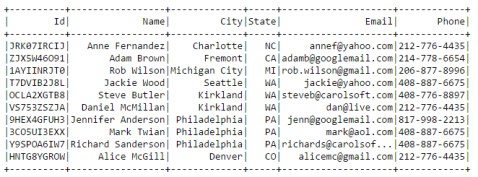 +----------+-----------------+-------------+-----+--------------------+------------+
| Id| Name| City|State| Email| Phone|
+----------+-----------------+-------------+-----+--------------------+------------+
|JRK07IRCIJ| Anne Fernandez| Charlotte| NC| annef@yahoo.com|212-776-4435|
|ZJX5W46O91| Adam Brown| Fremont| CA|adamb@googlemail.com|214-778-6654|
|1AYIINRJT0| Rob Wilson|Michigan City| MI|rob.wilson@gmail.com|206-877-8996|
|T7DVIB2J8L| Jackie Wood| Seattle| WA| jackie@yahoo.com|408-887-6675|
|OCLA2XGTB8| Steve Butler| Kirkland| WA|steveb@carolsoft.com|408-776-8897|
|VS753ZSZJA| Daniel McMillan| Kirkland| WA| dan@live.com|212-776-4435|
|9HEX4GFUH3|Jennifer Anderson| Philadelphia| PA| jenn@googlemail.com|817-998-2213|
|3CO5UI3EXX| Mark Twian| Philadelphia| PA| mark@aol.com|408-887-6675|
|Y9SPOA6IW7|Richard Sanderson| Philadelphia| PA|richards@carolsof...|408-887-6675|
|HNTG8YGROW| Alice McGill| Denver| CO| alicemc@gmail.com|212-776-4435|
+----------+-----------------+-------------+-----+--------------------+------------+